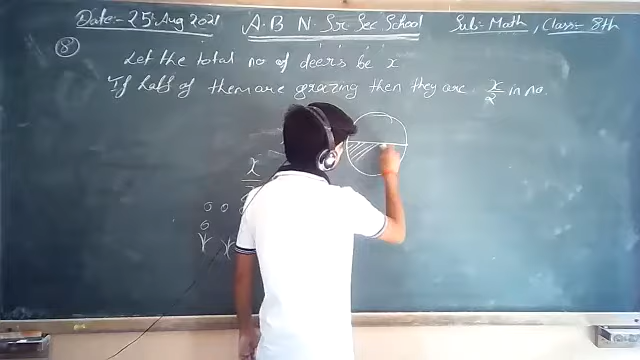 Date:- 25 Aug 2021 A.B.N. Sr. Sec School Sub:- Math, Class:- 8th
8
Let the total no of deers be x
If half of them are grazing then they are x/2 in no.
x